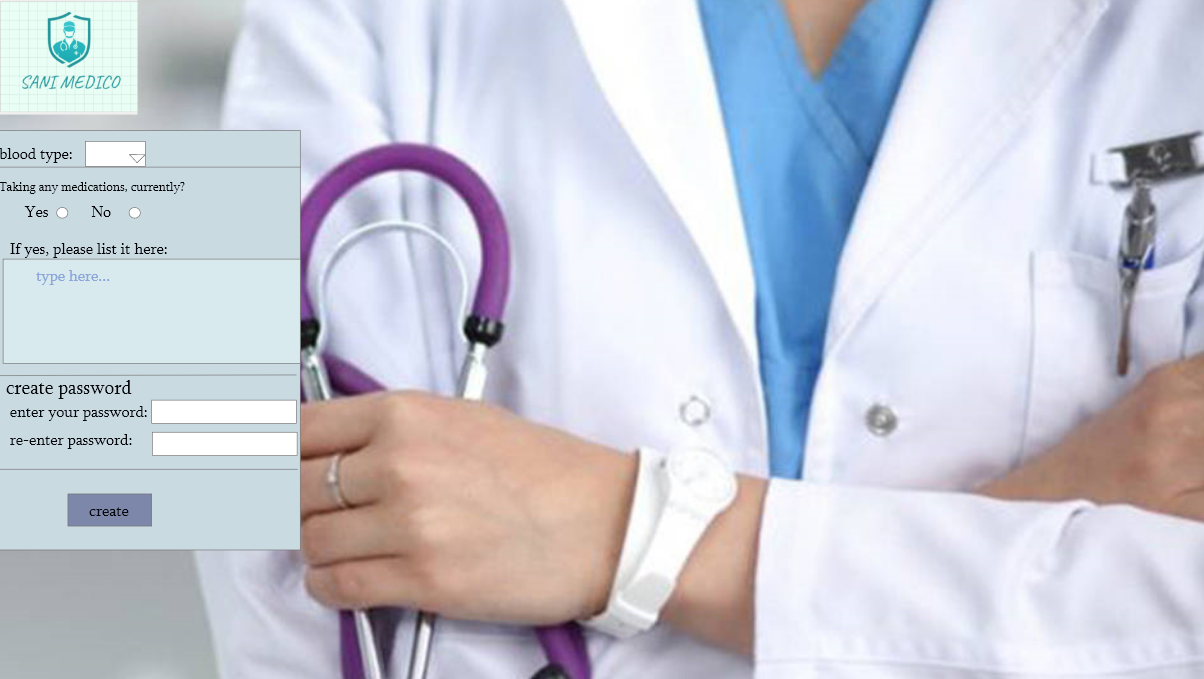 SANI MEDICO
blood type:
Taking any medications, currently?
Yes No
If yes, please list it here:
type here...
create password
enter your password:
re-enter password:
create